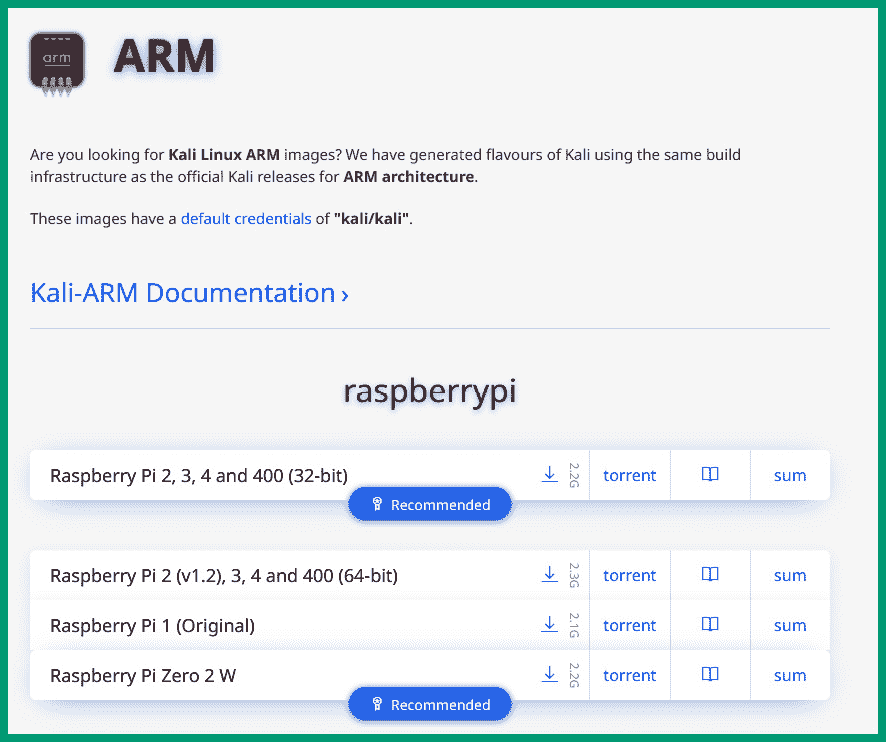 arm
ARM
Are you looking for Kali Linux ARM images? We have generated flavours of Kali using the same build
infrastructure as the official Kali releases for ARM architecture.
These images have a default credentials of "kali/kali".
Kali-ARM Documentation ›
raspberrypi
Raspberry Pi 2, 3, 4 and 400 (32-bit) 2.2G torrent sum
Recommended
Raspberry Pi 2 (v1.2), 3, 4 and 400 (64-bit) 2.3G torrent sum
Raspberry Pi 1 (Original) 2.1G torrent sum
Raspberry Pi Zero 2 W 2.2G torrent sum
Recommended